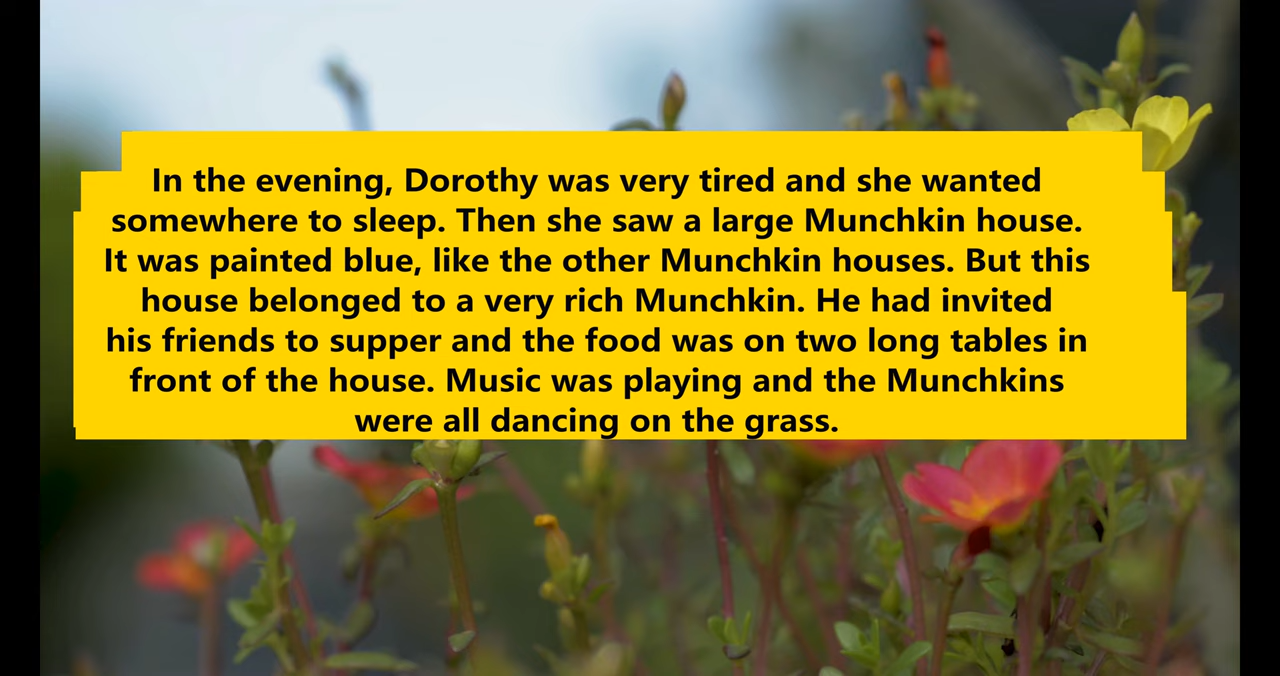 In the evening, Dorothy was very tired and she wanted
somewhere to sleep. Then she saw a large Munchkin house.
It was painted blue, like the other Munchkin houses. But this
house belonged to a very rich Munchkin. He had invited
his friends to supper and the food was on two long tables in
front of the house. Music was playing and the Munchkins
were all dancing on the grass.